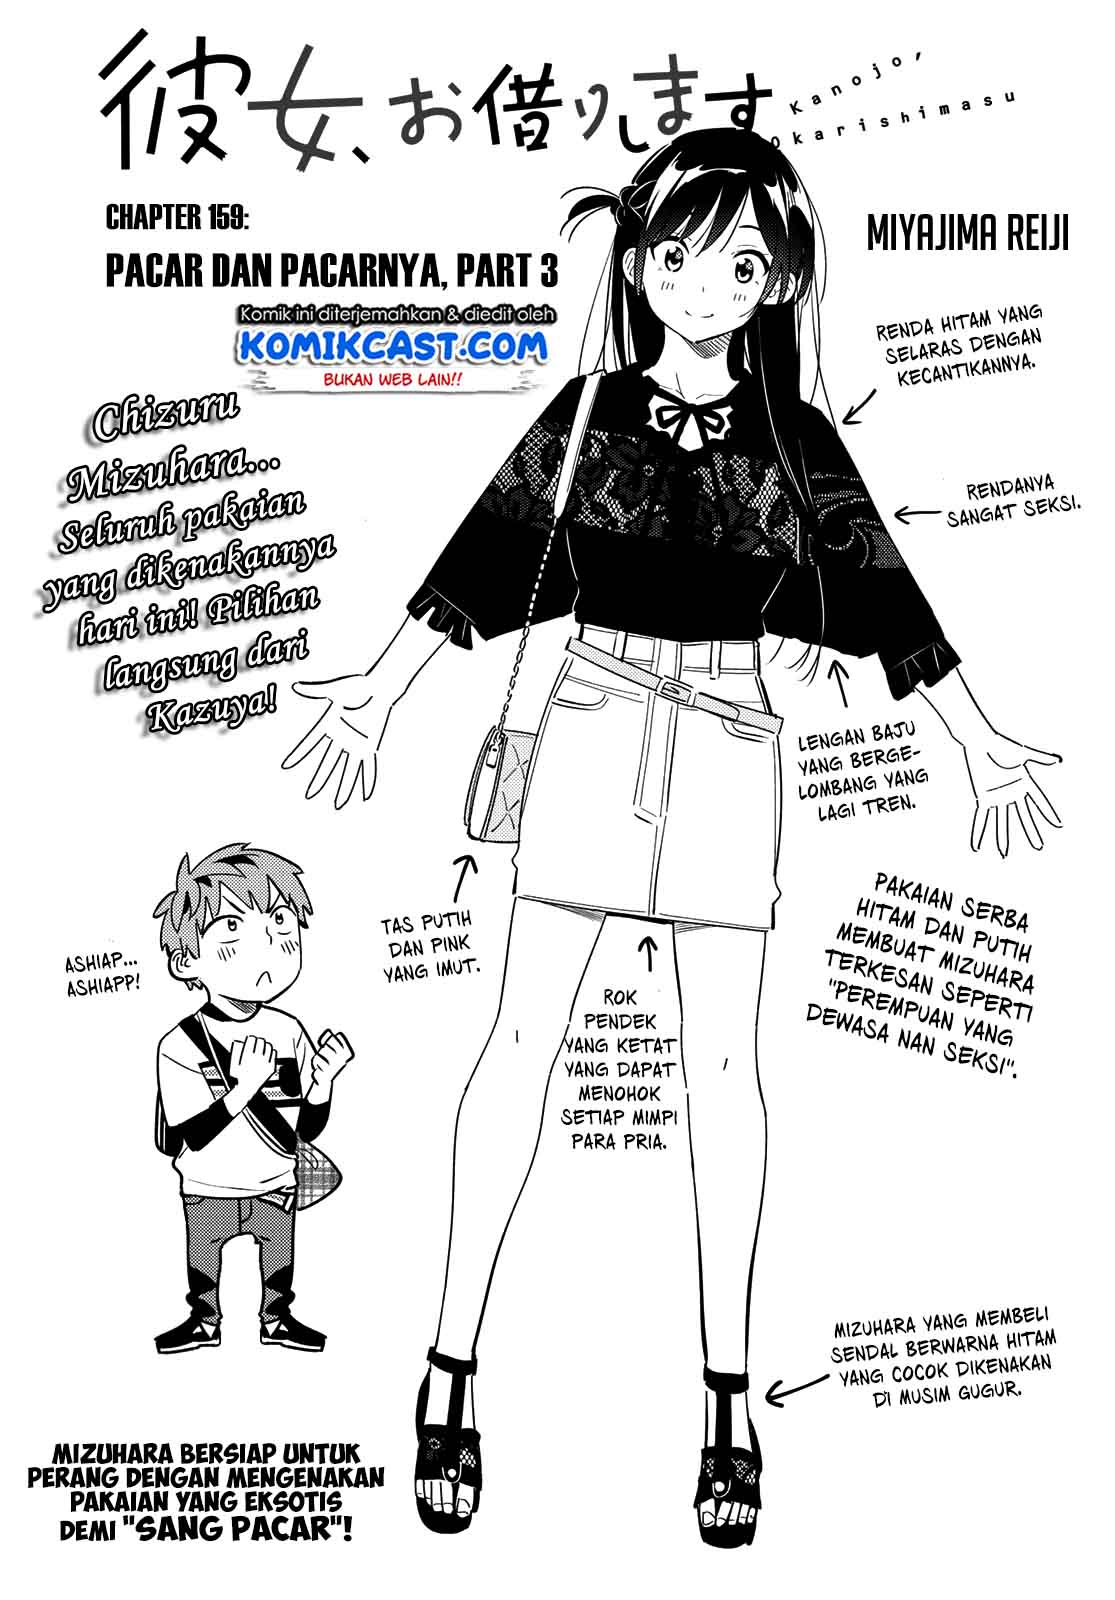 彼女、お借りします
Kanojo,
Okarishimasu
CHAPTER 159:
PACAR DAN PACARNYA, PART 3
MIYAJIMA REIJI
Komik ini diterjemahkan & diedit oleh
KOMIKCAST.COM
BUKAN WEB LAIN!!
Chizuru
Mizuhara...
Seluruh pakaian
yang dikenakannya
hari ini! Pilihan
langsung dari
Kazuya!
RENDA HITAM YANG
SELARAS DENGAN
KECANTIKANNYA.
RENDANYA
SANGAT SEKSI.
LENGAN BAJU
YANG BERGE-
LOMBANG YANG
LAGI TREN.
PAKAIAN SERBA
HITAM DAN PUTIH
MEMBUAT MIZUHARA
TERKESAN SEPERTI
"PEREMPUAN YANG
DEWASA NAN SEKSI".
TAS PUTIH
DAN PINK
YANG IMUT.
ASHIAP...
ASHIAPP!
ROK
PENDEK
YANG KETAT
YANG DAPAT
MENOHOK
SETIAP MIMPI
PARA PRIA.
MIZUHARA YANG MEMBELI
SENDAL BERWARNA HITAM
YANG COCOK DIKENAKAN
DI MUSIM GUGUR.
MIZUHARA BERSIAP UNTUK
PERANG DENGAN MENGENAKAN
PAKAIAN YANG EKSOTIS
DEMI "SANG PACAR"!